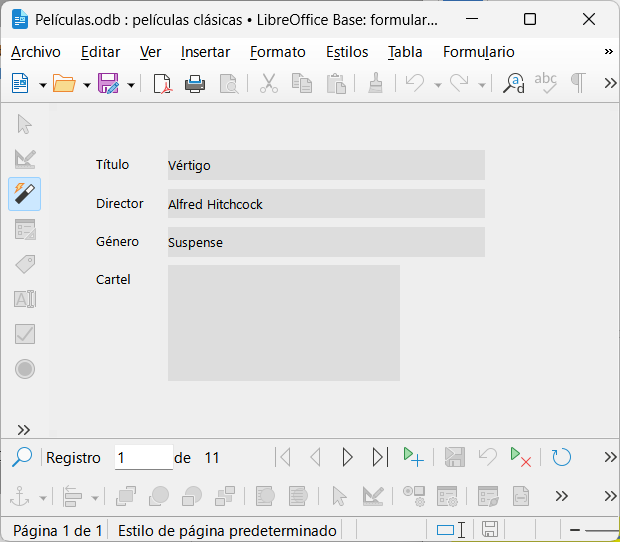 Películas.odb : películas clásicas • LibreOffice Base: formular...
Archivo Editar Ver Insertar Formato Estilos Tabla Formulario »
Título Vértigo
Director Alfred Hitchcock
Género Suspense
Cartel
Registro 1 de 11
Página 1 de 1 Estilo de página predeterminado